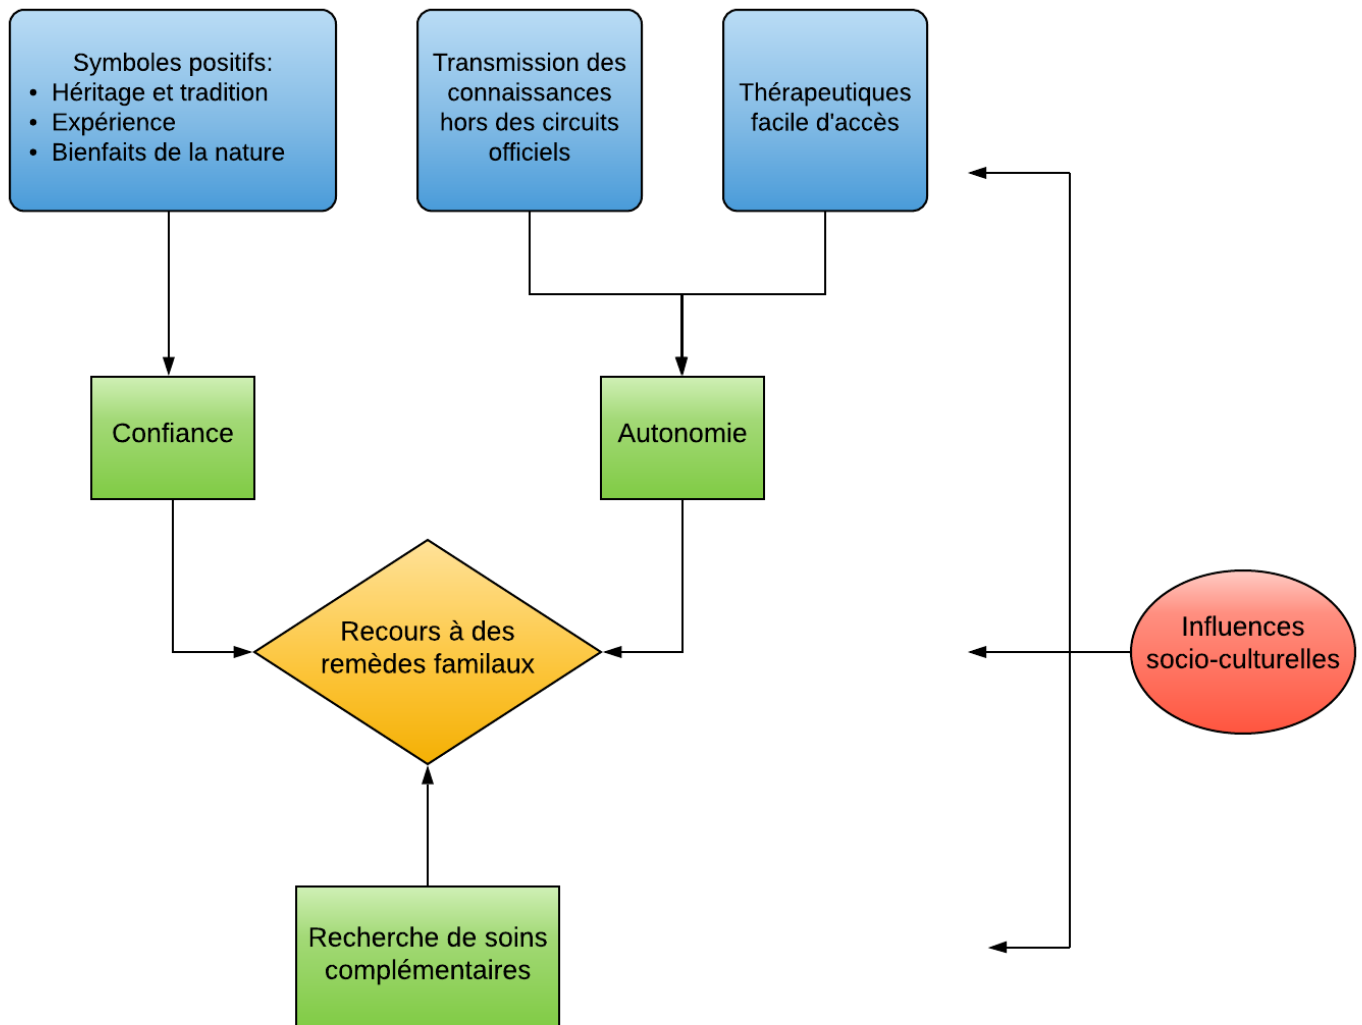 Symboles positifs:
• Héritage et tradition
• Expérience
• Bienfaits de la nature
Transmission des
connaissances
hors des circuits
officiels
Thérapeutiques
facile d'accès
Confiance
Autonomie
Recours à des
remèdes familaux
Influences
socio-culturelles
Recherche de soins
complémentaires